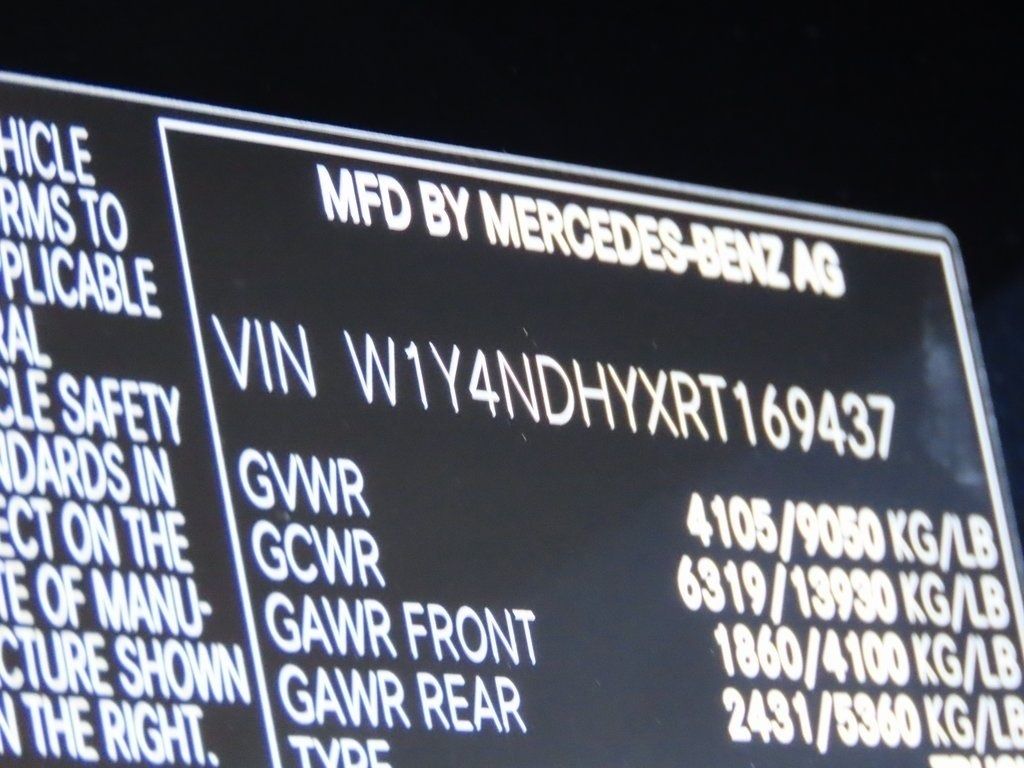 HICLE
RMS TO
PPLICABLE
RAL
CLE SAFETY
NDARDS IN
ECT ON THE
TE OF MANU-
CTURE SHOWN
N THE RIGHT.
MFD BY MERCEDES-BENZ AG
VIN W1Y4NDHYXRT169437
GVWR 4105/9050 KG/LB
GCWR 6319/13930 KG/LB
GAWR FRONT 1860/4100 KG/LB
GAWR REAR 2431/5360 KG/LB
TYPE